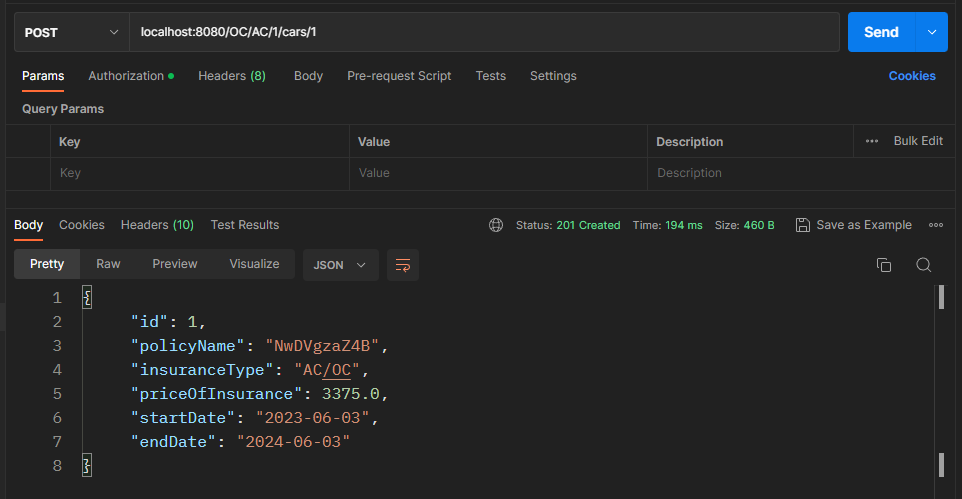 POST localhost:8080/OC/AC/1/cars/1 Send
Params Authorization Headers (8) Body Pre-request Script Tests Settings Cookies
Query Params
Key Value Description Bulk Edit
Key Value Description
Body Cookies Headers (10) Test Results Status: 201 Created Time: 194 ms Size: 460 B Save as Example
Pretty Raw Preview Visualize JSON
1 {
2 "id": 1,
3 "policyName": "NwDVgzaZ4B",
4 "insuranceType": "AC/OC",
5 "priceOfInsurance": 3375.0,
6 "startDate": "2023-06-03",
7 "endDate": "2024-06-03"
8 }